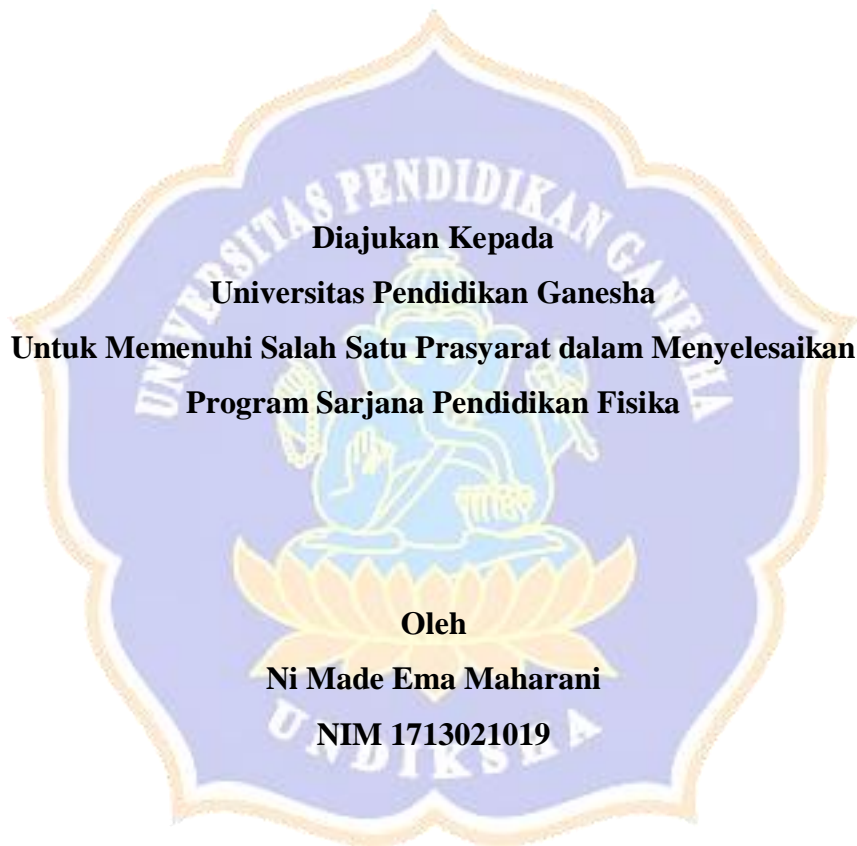 UNIVERSITAS PENDIDIKAN GANESHA
Diajukan Kepada
Universitas Pendidikan Ganesha
Untuk Memenuhi Salah Satu Prasyarat dalam Menyelesaikan
Program Sarjana Pendidikan Fisika
Oleh
Ni Made Ema Maharani
NIM 1713021019
UNDIKSHA